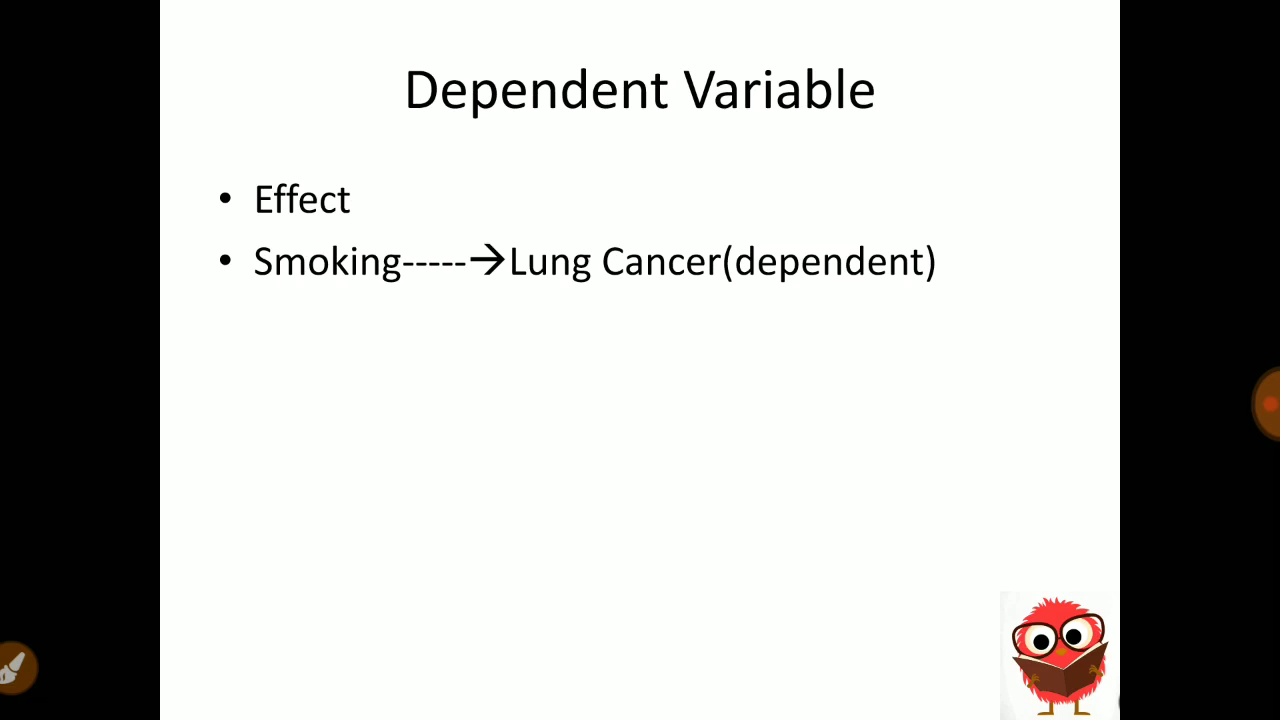 Dependent Variable
• Effect
• Smoking-----→Lung Cancer(dependent)